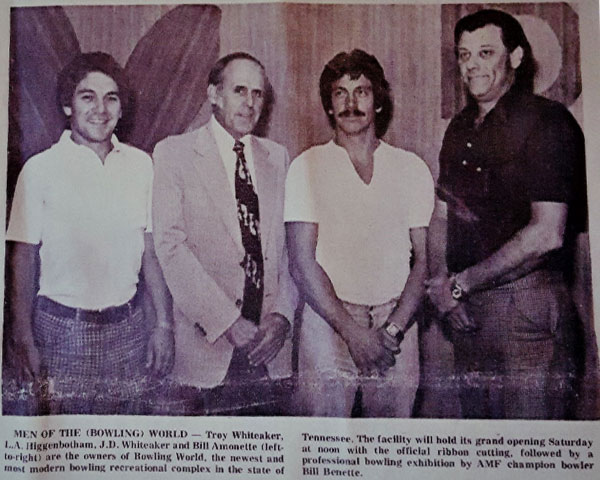 MEN OF THE (BOWLING) WORLD — Troy Whiteaker,
L.A. Higgenbotham, J.D. Whiteaker and Bill Amonette (left-
to-right) are the owners of Bowling World, the newest and
most modern bowling recreational complex in the state of
Tennessee. The facility will hold its grand opening Saturday
at noon with the official ribbon cutting, followed by a
professional bowling exhibition by AMF champion bowler
Bill Benette.